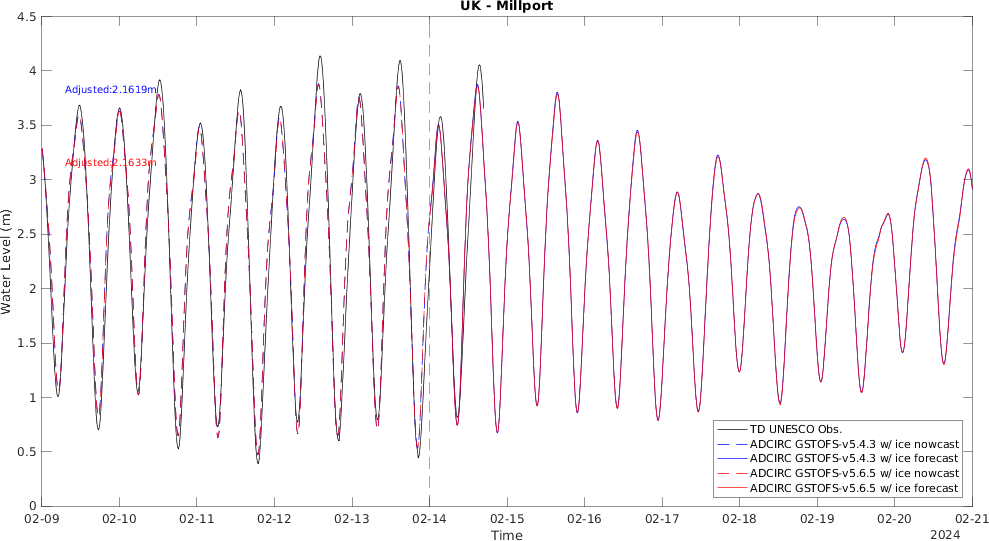 UK - Millport
4.5
4
3.5
3
2.5
2
1.5
1
0.5
0
Water Level (m)
Adjusted:2.1619m
Adjusted:2.1633m
TD UNESCO Obs.
ADCIRC GSTOFS-v5.4.3 w/ ice nowcast
ADCIRC GSTOFS-v5.4.3 w/ ice forecast
ADCIRC GSTOFS-v5.6.5 w/ ice nowcast
ADCIRC GSTOFS-v5.6.5 w/ ice forecast
02-09 02-10 02-11 02-12 02-13 02-14 02-15 02-16 02-17 02-18 02-19 02-20 02-21
Time
2024